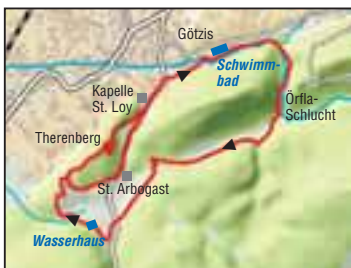 Götzis
Schwimm-
bad
Kapelle
St. Loy
Örfla-
Schlucht
Therenberg
St. Arbogast
Wasserhaus